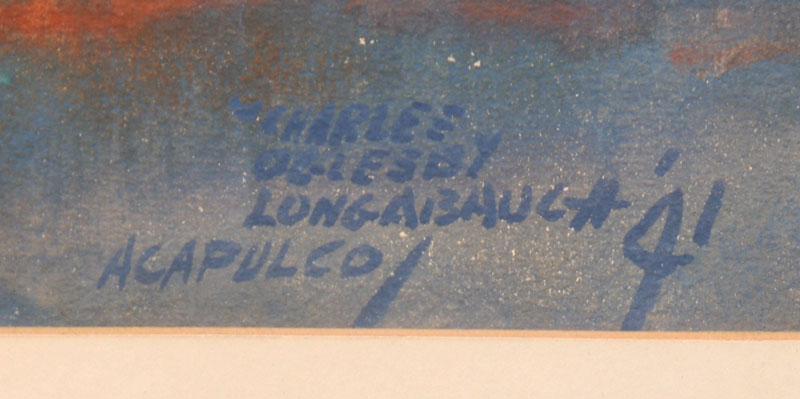 CHARLES
OGLESBY
LONGABAUGH
ACAPULCO / '41